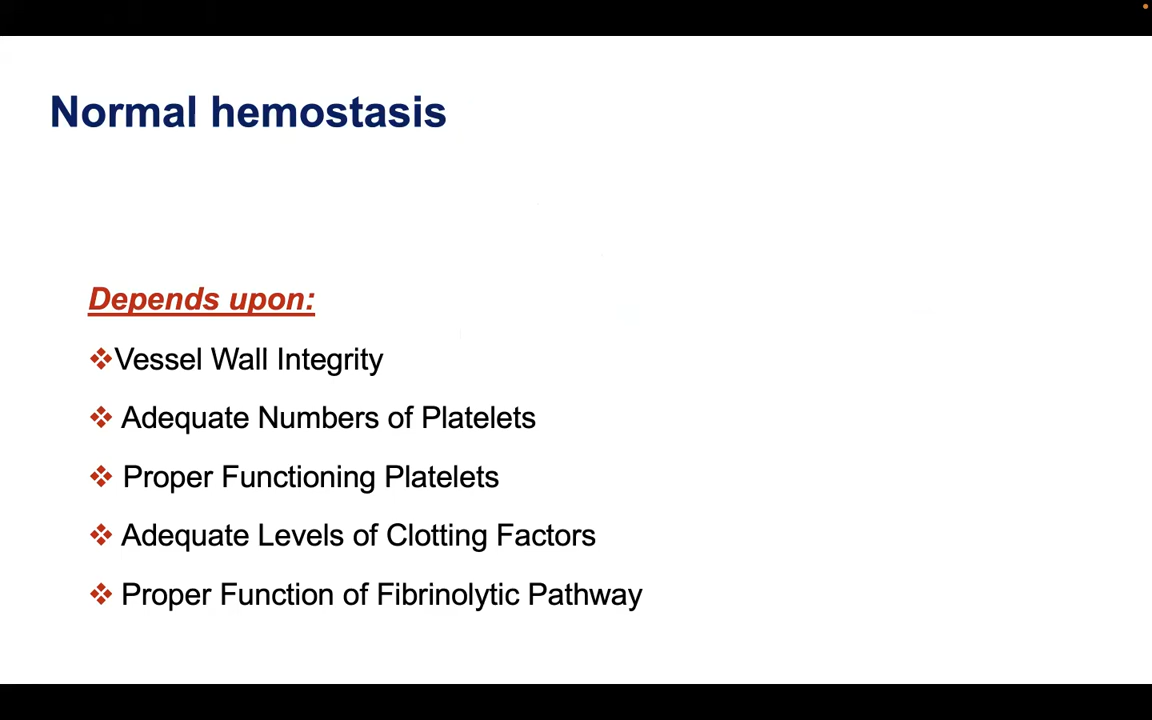 Normal hemostasis
Depends upon:
❖Vessel Wall Integrity
❖ Adequate Numbers of Platelets
❖ Proper Functioning Platelets
❖ Adequate Levels of Clotting Factors
❖ Proper Function of Fibrinolytic Pathway